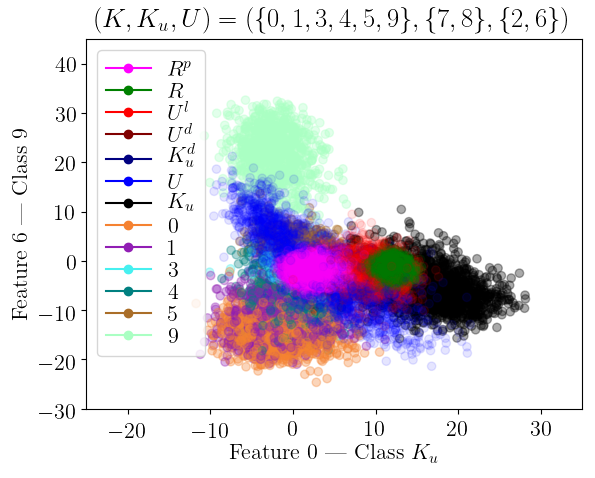 (K, K_u, U) = ({0, 1, 3, 4, 5, 9}, {7, 8}, {2, 6})
40
30
20
10
0
−10
−20
−30
Feature 6 — Class 9
R^p
R
U^l
U^d
K_u^d
U
K_u
0
1
3
4
5
9
−20
−10
0
10
20
30
Feature 0 — Class K_u